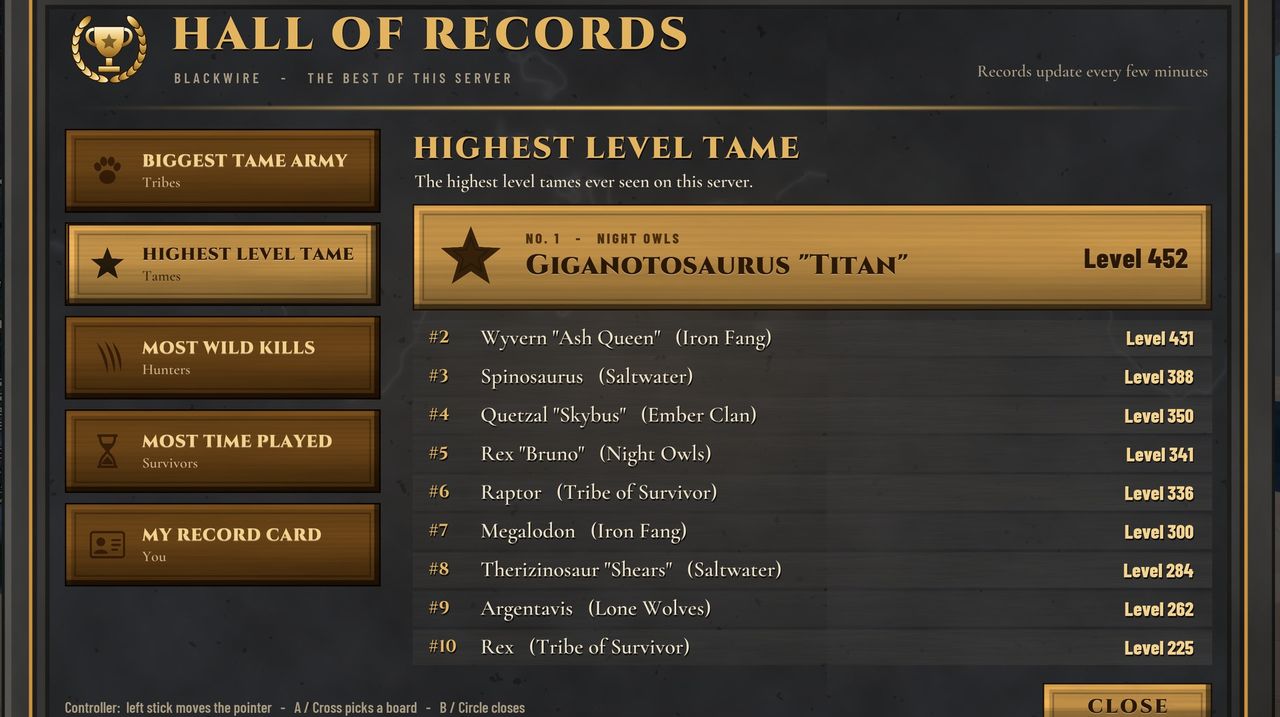 HALL OF RECORDS
BLACKWIRE - THE BEST OF THIS SERVER
Records update every few minutes
BIGGEST TAME ARMY
Tribes
HIGHEST LEVEL TAME
Tames
MOST WILD KILLS
Hunters
MOST TIME PLAYED
Survivors
MY RECORD CARD
You
HIGHEST LEVEL TAME
The highest level tames ever seen on this server.
NO. 1 - NIGHT OWLS
GIGANOTOSAURUS "TITAN"
Level 452
#2 Wyvern "Ash Queen" (Iron Fang) Level 431
#3 Spinosaurus (Saltwater) Level 388
#4 Quetzal "Skybus" (Ember Clan) Level 350
#5 Rex "Bruno" (Night Owls) Level 341
#6 Raptor (Tribe of Survivor) Level 336
#7 Megalodon (Iron Fang) Level 300
#8 Therizinosaur "Shears" (Saltwater) Level 284
#9 Argentavis (Lone Wolves) Level 262
#10 Rex (Tribe of Survivor) Level 225
Controller: left stick moves the pointer - A / Cross picks a board - B / Circle closes
CLOSE